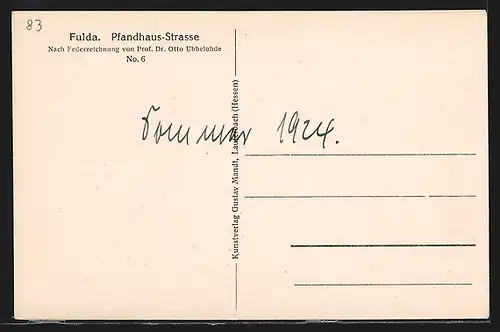 83
Fulda. Pfandhaus-Strasse
Nach Federzeichnung von Prof. Dr. Otto Ubbelohde
No. 6
Sommer 1924.
Kunstverlag Gustav Mandt, Lauterbach (Hessen)